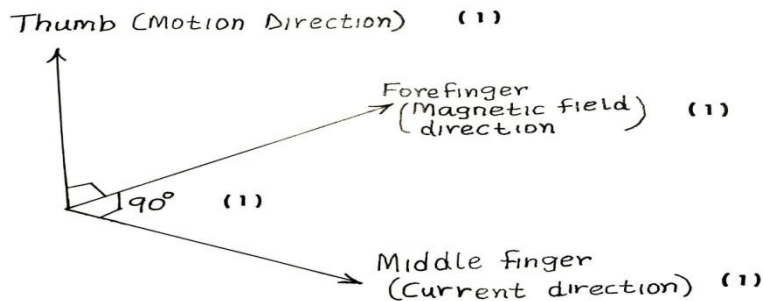 Thumb (Motion Direction) (1)
Forefinger
(Magnetic field) (1)
direction
90° (1)
Middle finger
(Current direction) (1)